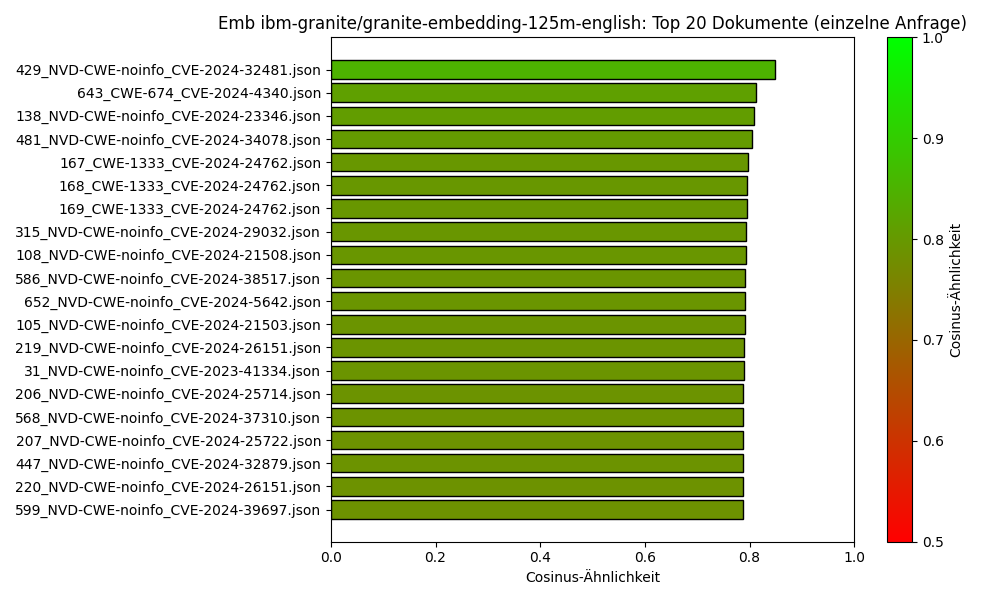 Emb ibm-granite/granite-embedding-125m-english: Top 20 Dokumente (einzelne Anfrage)
429_NVD-CWE-noinfo_CVE-2024-32481.json
643_CWE-674_CVE-2024-4340.json
138_NVD-CWE-noinfo_CVE-2024-23346.json
481_NVD-CWE-noinfo_CVE-2024-34078.json
167_CWE-1333_CVE-2024-24762.json
168_CWE-1333_CVE-2024-24762.json
169_CWE-1333_CVE-2024-24762.json
315_NVD-CWE-noinfo_CVE-2024-29032.json
108_NVD-CWE-noinfo_CVE-2024-21508.json
586_NVD-CWE-noinfo_CVE-2024-38517.json
652_NVD-CWE-noinfo_CVE-2024-5642.json
105_NVD-CWE-noinfo_CVE-2024-21503.json
219_NVD-CWE-noinfo_CVE-2024-26151.json
31_NVD-CWE-noinfo_CVE-2023-41334.json
206_NVD-CWE-noinfo_CVE-2024-25714.json
568_NVD-CWE-noinfo_CVE-2024-37310.json
207_NVD-CWE-noinfo_CVE-2024-25722.json
447_NVD-CWE-noinfo_CVE-2024-32879.json
220_NVD-CWE-noinfo_CVE-2024-26151.json
599_NVD-CWE-noinfo_CVE-2024-39697.json
0.0 0.2 0.4 0.6 0.8 1.0
Cosinus-Ähnlichkeit
1.0
0.9
0.8
0.7
0.6
0.5
Cosinus-Ähnlichkeit